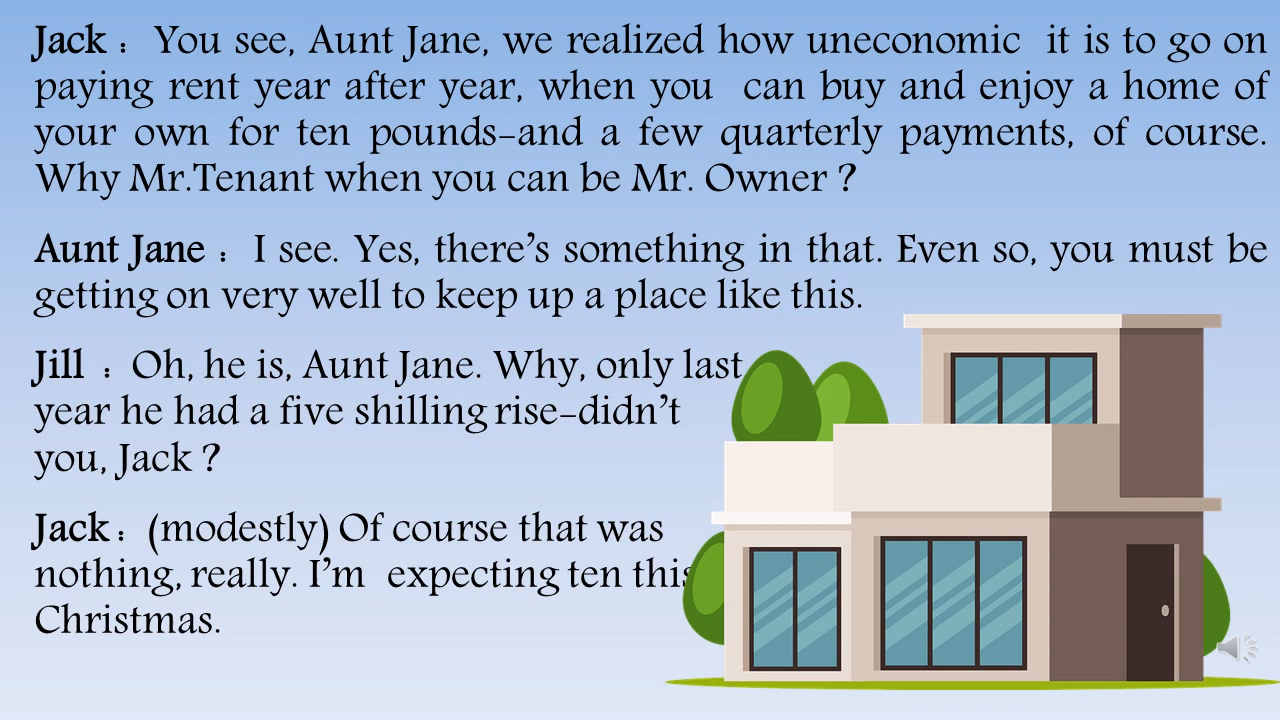 Jack : You see, Aunt Jane, we realized how uneconomic it is to go on
paying rent year after year, when you can buy and enjoy a home of
your own for ten pounds-and a few quarterly payments, of course.
Why Mr.Tenant when you can be Mr. Owner ?
Aunt Jane : I see. Yes, there's something in that. Even so, you must be
getting on very well to keep up a place like this.
Jill : Oh, he is, Aunt Jane. Why, only last
year he had a five shilling rise-didn't
you, Jack ?
Jack : (modestly) Of course that was
nothing, really. I'm expecting ten this
Christmas.